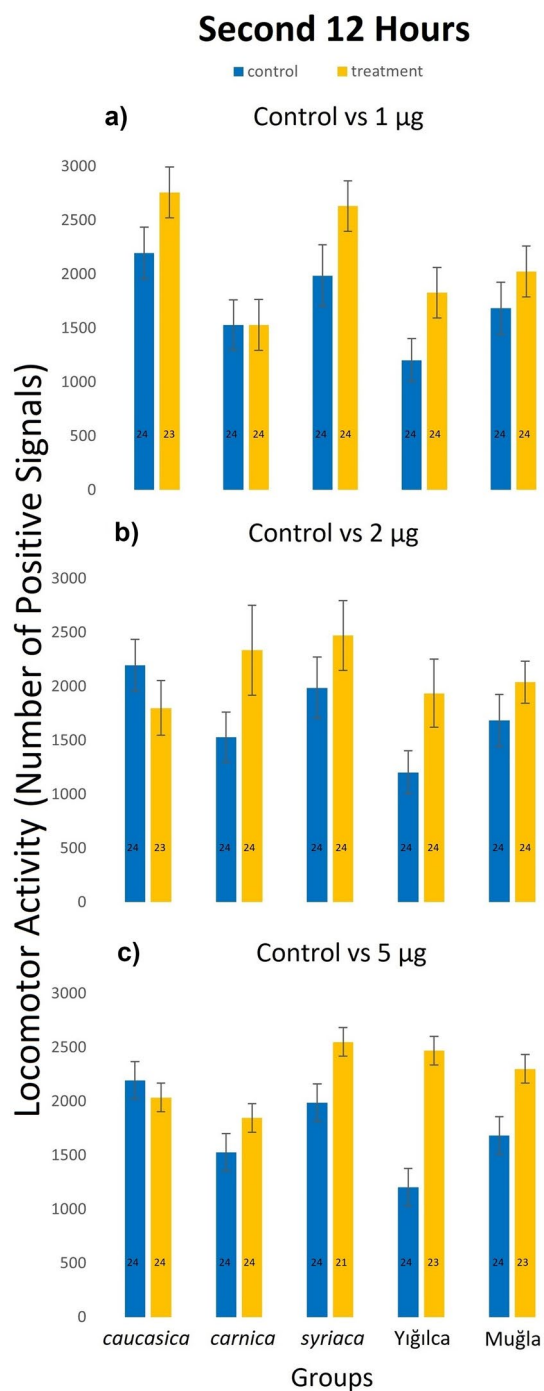 Second 12 Hours
control treatment
a) Control vs 1 µg
3000
2500
2000
1500
1000
500
0
24 23 24 24 24 24 24 24 24 24
b) Control vs 2 µg
3000
2500
2000
1500
1000
500
0
24 23 24 24 24 24 24 24 24 24
c) Control vs 5 µg
3000
2500
2000
1500
1000
500
0
24 24 24 24 24 21 24 23 24 23
caucasica carnica syriaca Yığılca Muğla
Groups
Locomotor Activity (Number of Positive Signals)